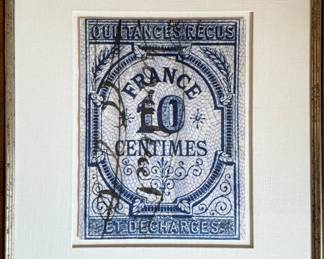 QUITTANCES, REÇUS
FRANCE
10
CENTIMES
ET DÉCHARGES